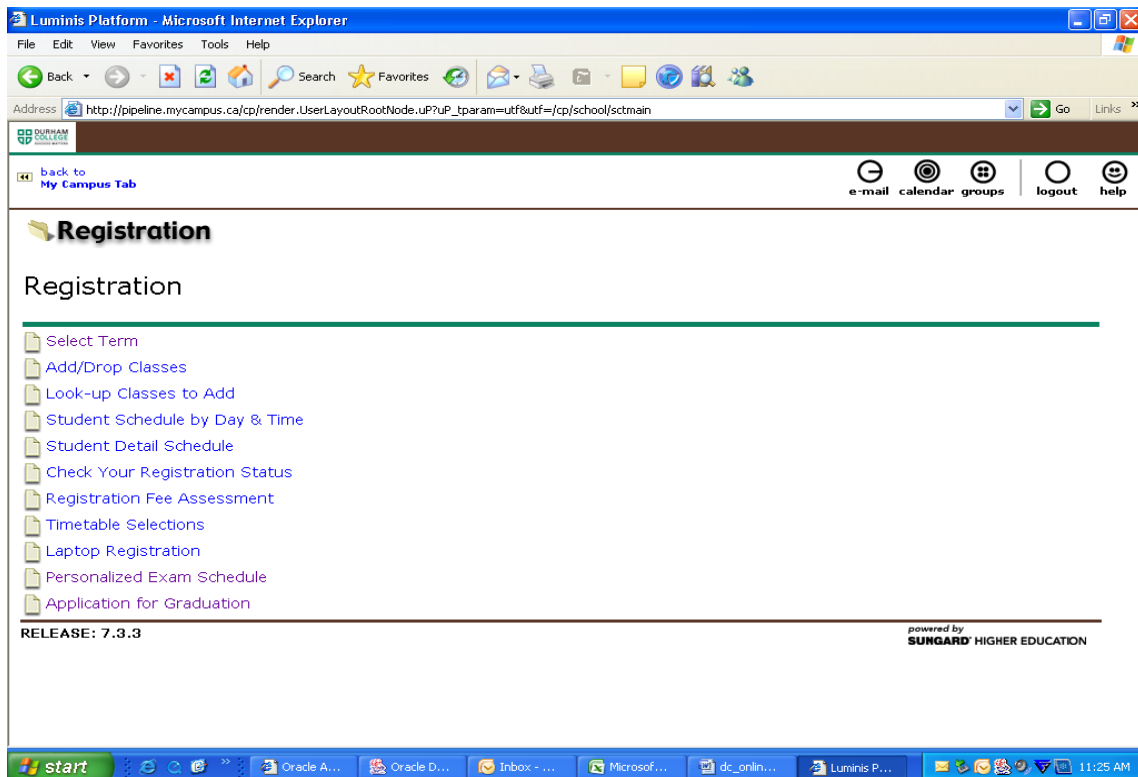 Luminis Platform - Microsoft Internet Explorer
File Edit View Favorites Tools Help
Back Search Favorites
Address http://pipeline.mycampus.ca/cp/render.UserLayoutRootNode.uP?uP_tparam=utf&utf=/cp/school/sctmain Go Links »
DURHAM
COLLEGE
back to
My Campus Tab
e-mail calendar groups logout help
Registration
Registration
Select Term
Add/Drop Classes
Look-up Classes to Add
Student Schedule by Day & Time
Student Detail Schedule
Check Your Registration Status
Registration Fee Assessment
Timetable Selections
Laptop Registration
Personalized Exam Schedule
Application for Graduation
RELEASE: 7.3.3
powered by
SUNGARD' HIGHER EDUCATION
start » Oracle A... Oracle D... Inbox - ... Microsof... dc_onlin... Luminis P... 11:25 AM